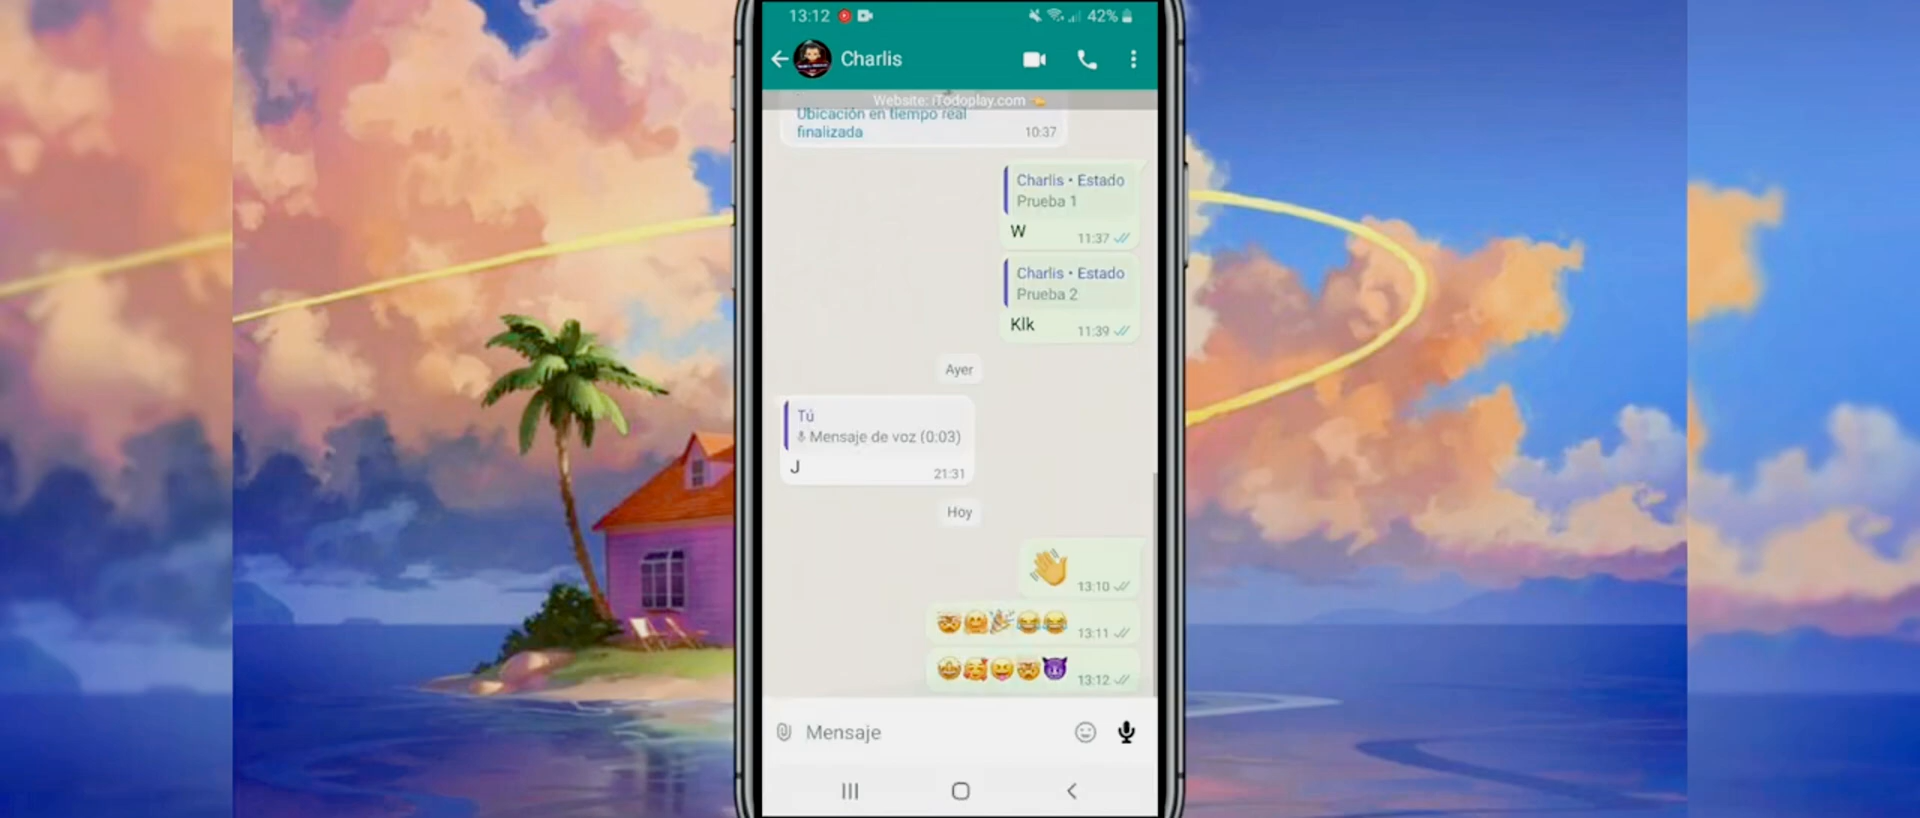 13:12
42%
Charlis
Website: iTodoplay.com 👈
Ubicación en tiempo real
finalizada
10:37
Charlis • Estado
Prueba 1
W
11:37
Charlis • Estado
Prueba 2
Klk
11:39
Ayer
Tú
Mensaje de voz (0:03)
J
21:31
Hoy
👋 13:10
🤯🤗🎉😂😂 13:11
🤩🥰😝🤯😈 13:12
Mensaje